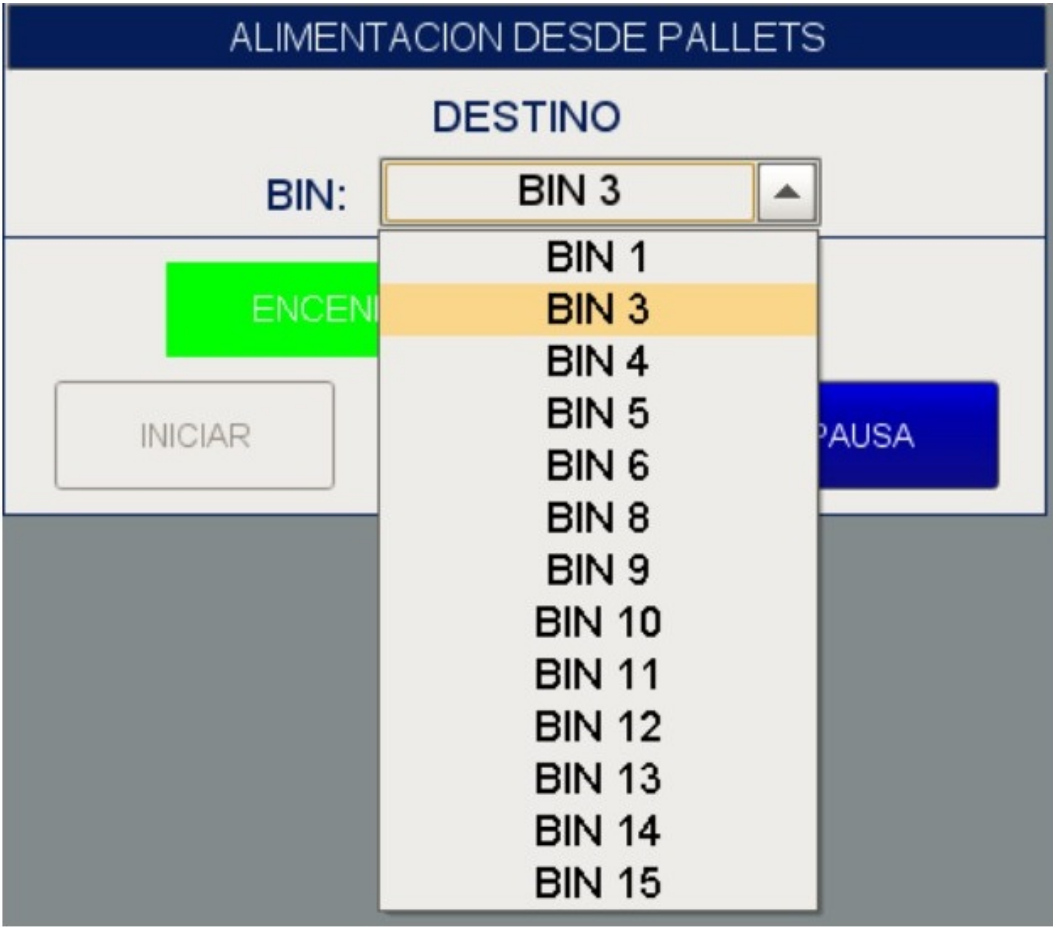 ALIMENTACION DESDE PALLETS
DESTINO
BIN: BIN 3
BIN 1
BIN 3
BIN 4
BIN 5
BIN 6
BIN 8
BIN 9
BIN 10
BIN 11
BIN 12
BIN 13
BIN 14
BIN 15
INICIAR